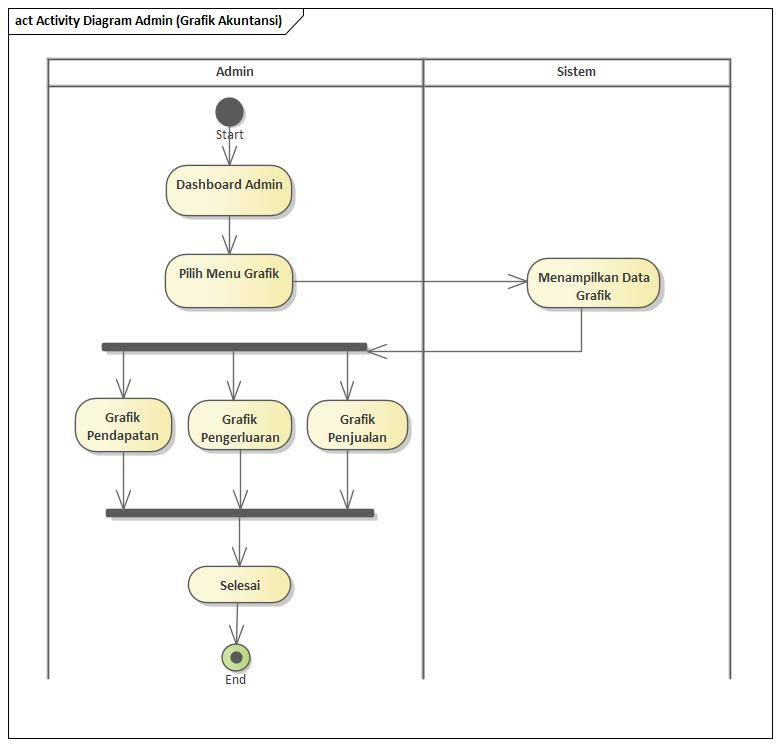 act Activity Diagram Admin (Grafik Akuntansi)
Admin
Sistem
Start
Dashboard Admin
Pilih Menu Grafik
Menampilkan Data
Grafik
Grafik
Pendapatan
Grafik
Pengerluaran
Grafik
Penjualan
Selesai
End